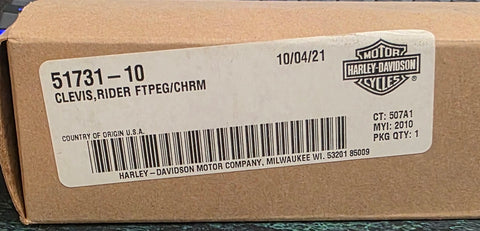 51731-10
10/04/21
MOTOR
HARLEY-DAVIDSON
CYCLES
CLEVIS,RIDER FTPEG/CHRM
CT: 507A1
MYI: 2010
PKG QTY: 1
COUNTRY OF ORIGIN U.S.A.
HARLEY-DAVIDSON MOTOR COMPANY, MILWAUKEE WI. 53201 85009